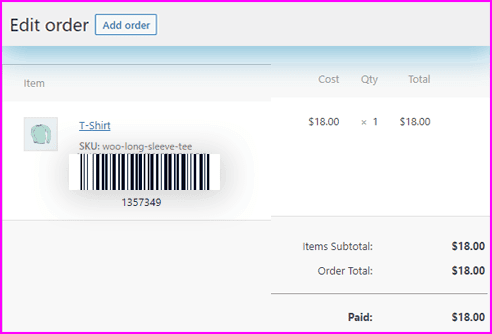 Edit order Add order
Item Cost Qty Total
T-Shirt $18.00 × 1 $18.00
SKU: woo-long-sleeve-tee
1357349
Items Subtotal: $18.00
Order Total: $18.00
Paid: $18.00